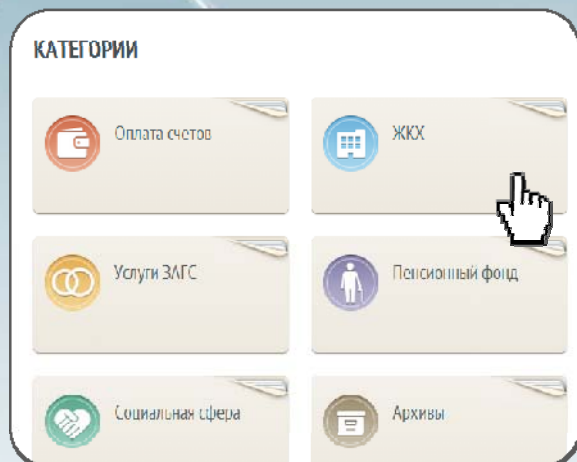 КАТЕГОРИИ
Оплата счетов
ЖКХ
Услуги ЗАГС
Пенсионный фонд
Социальная сфера
Архивы